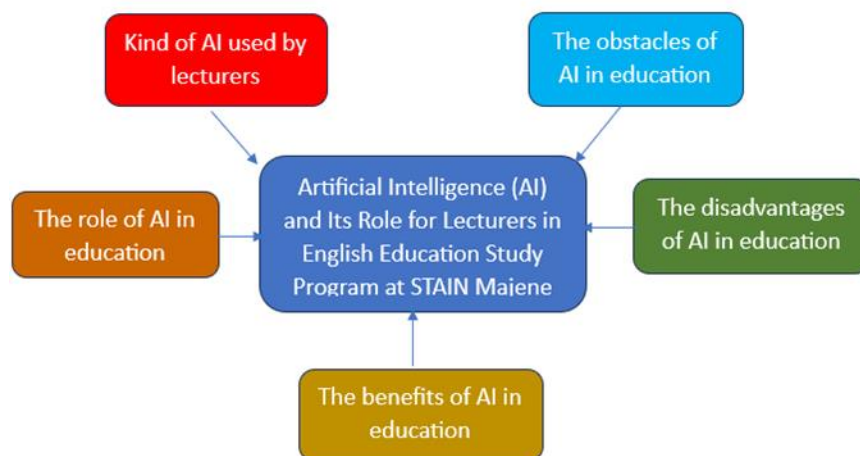 Kind of AI used by
lecturers
The obstacles of
AI in education
Artificial Intelligence (AI)
and Its Role for Lecturers in
English Education Study
Program at STAIN Majene
The role of AI in
education
The disadvantages
of AI in education
The benefits of AI in
education